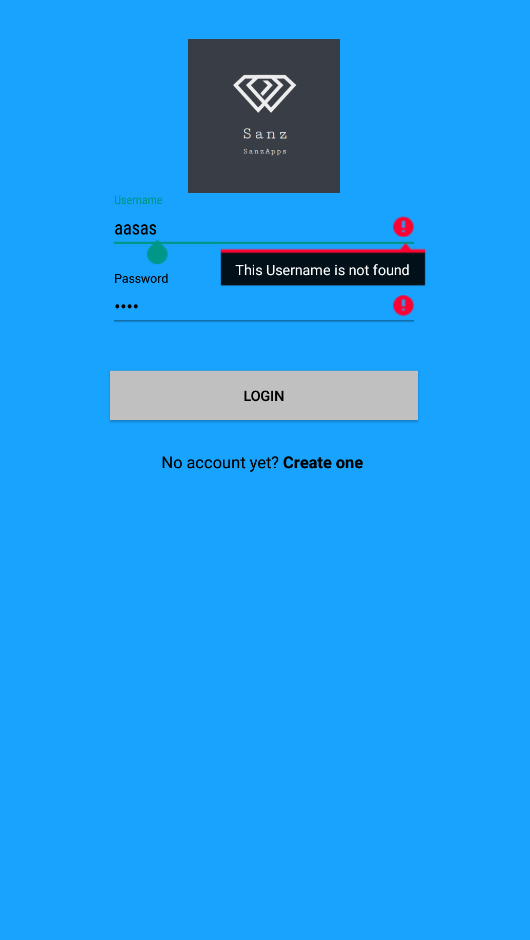 Sanz
SanzApps
Username
aasas
This Username is not found
Password
••••
LOGIN
No account yet? Create one